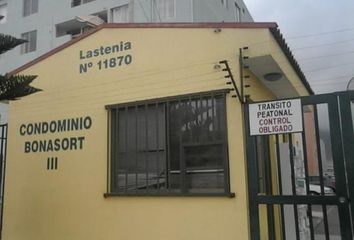 Lastenia
Nº 11870
CONDOMINIO
BONASORT
III
TRANSITO
PEATONAL
CONTROL
OBLIGADO